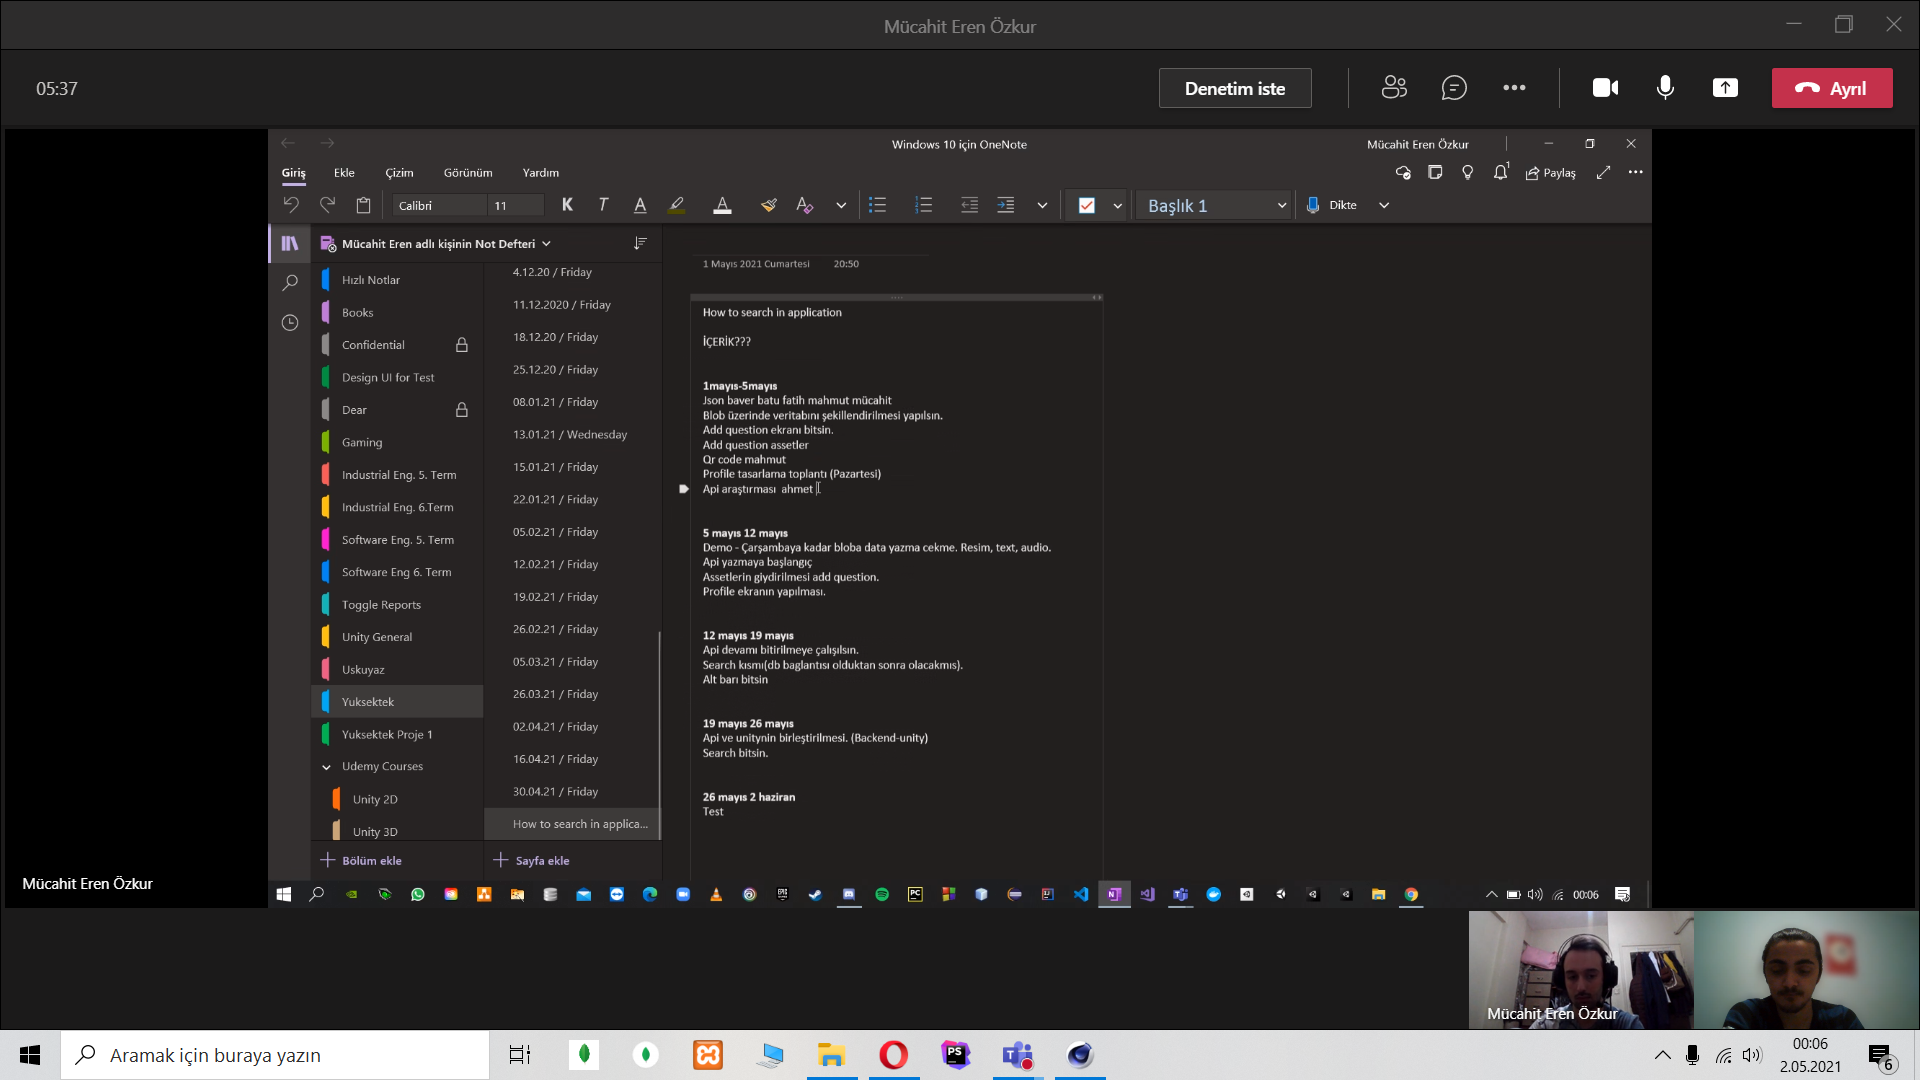 Mücahit Eren Özkur
05:37
Denetim iste
Ayrıl
Windows 10 için OneNote
Mücahit Eren Özkur
Giriş
Ekle
Çizim
Görünüm
Yardım
1
Paylaş
Calibri
11
K
T
A
A
Başlık 1
Dikte
Mücahit Eren adlı kişinin Not Defteri
Hızlı Notlar
Books
Confidential
Design UI for Test
Dear
Gaming
Industrial Eng. 5. Term
Industrial Eng. 6.Term
Software Eng. 5. Term
Software Eng 6. Term
Toggle Reports
Unity General
Uskuyaz
Yuksektek
Yuksektek Proje 1
Udemy Courses
Unity 2D
Unity 3D
Bölüm ekle
4.12.20 / Friday
11.12.2020 / Friday
18.12.20 / Friday
25.12.20 / Friday
08.01.21 / Friday
13.01.21 / Wednesday
15.01.21 / Friday
22.01.21 / Friday
05.02.21 / Friday
12.02.21 / Friday
19.02.21 / Friday
26.02.21 / Friday
05.03.21 / Friday
26.03.21 / Friday
02.04.21 / Friday
16.04.21 / Friday
30.04.21 / Friday
How to search in applica...
Sayfa ekle
1 Mayıs 2021 Cumartesi 20:50
How to search in application
İÇERİK???
1mayıs-5mayıs
Json baver batu fatih mahmut mücahit
Blob üzerinde veritabını şekillendirilmesi yapılsın.
Add question ekranı bitsin.
Add question assetler
Qr code mahmut
Profile tasarlama toplantı (Pazartesi)
Api araştırması ahmet
5 mayıs 12 mayıs
Demo - Çarşambaya kadar bloba data yazma cekme. Resim, text, audio.
Api yazmaya başlangıç
Assetlerin giydirilmesi add question.
Profile ekranın yapılması.
12 mayıs 19 mayıs
Api devamı bitirilmeye çalışılsın.
Search kısmı(db baglantısı olduktan sonra olacakmıs).
Alt barı bitsin
19 mayıs 26 mayıs
Api ve unitynin birleştirilmesi. (Backend-unity)
Search bitsin.
26 mayıs 2 haziran
Test
00:06
Mücahit Eren Özkur
Mücahit Eren Özkur
Aramak için buraya yazın
PS
00:06
2.05.2021
6